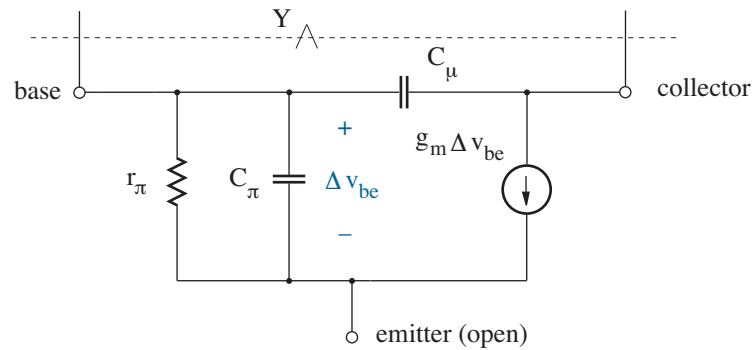 Y
C_μ
base
collector
g_m Δ v_be
+
r_π
C_π
Δ v_be
−
emitter (open)